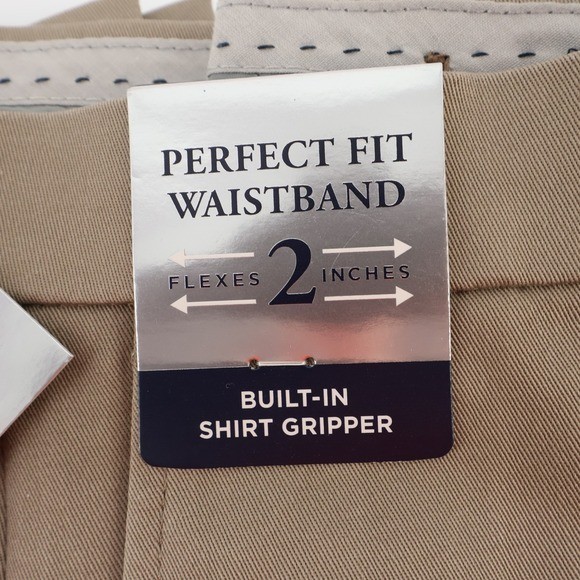 PERFECT FIT
WAISTBAND
FLEXES 2 INCHES
BUILT-IN
SHIRT GRIPPER